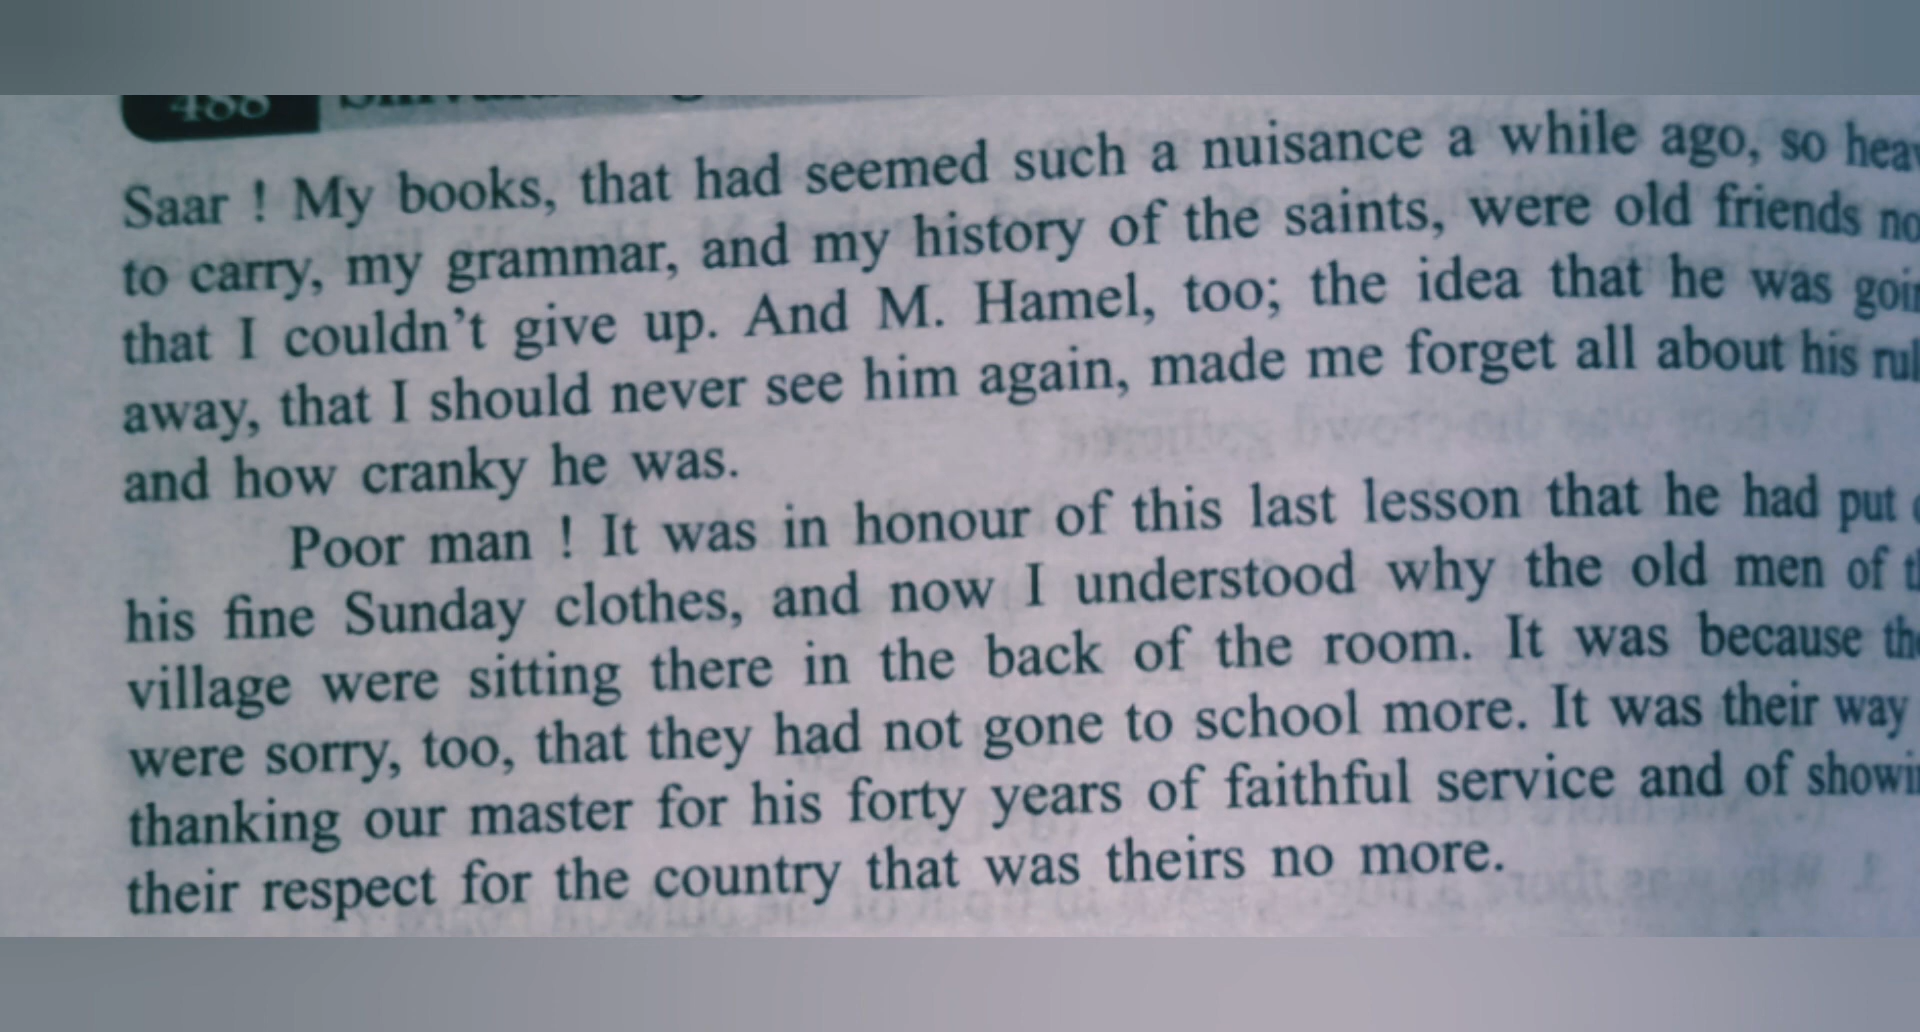 488
Saar ! My books, that had seemed such a nuisance a while ago, so
to carry, my grammar, and my history of the saints, were old friends
that I couldn't give up. And M. Hamel, too; the idea that he was
away, that I should never see him again, made me forget all about his
and how cranky he was.
Poor man ! It was in honour of this last lesson that he had put
his fine Sunday clothes, and now I understood why the old men of
village were sitting there in the back of the room. It was because
were sorry, too, that they had not gone to school more. It was their way
thanking our master for his forty years of faithful service and of
their respect for the country that was theirs no more.